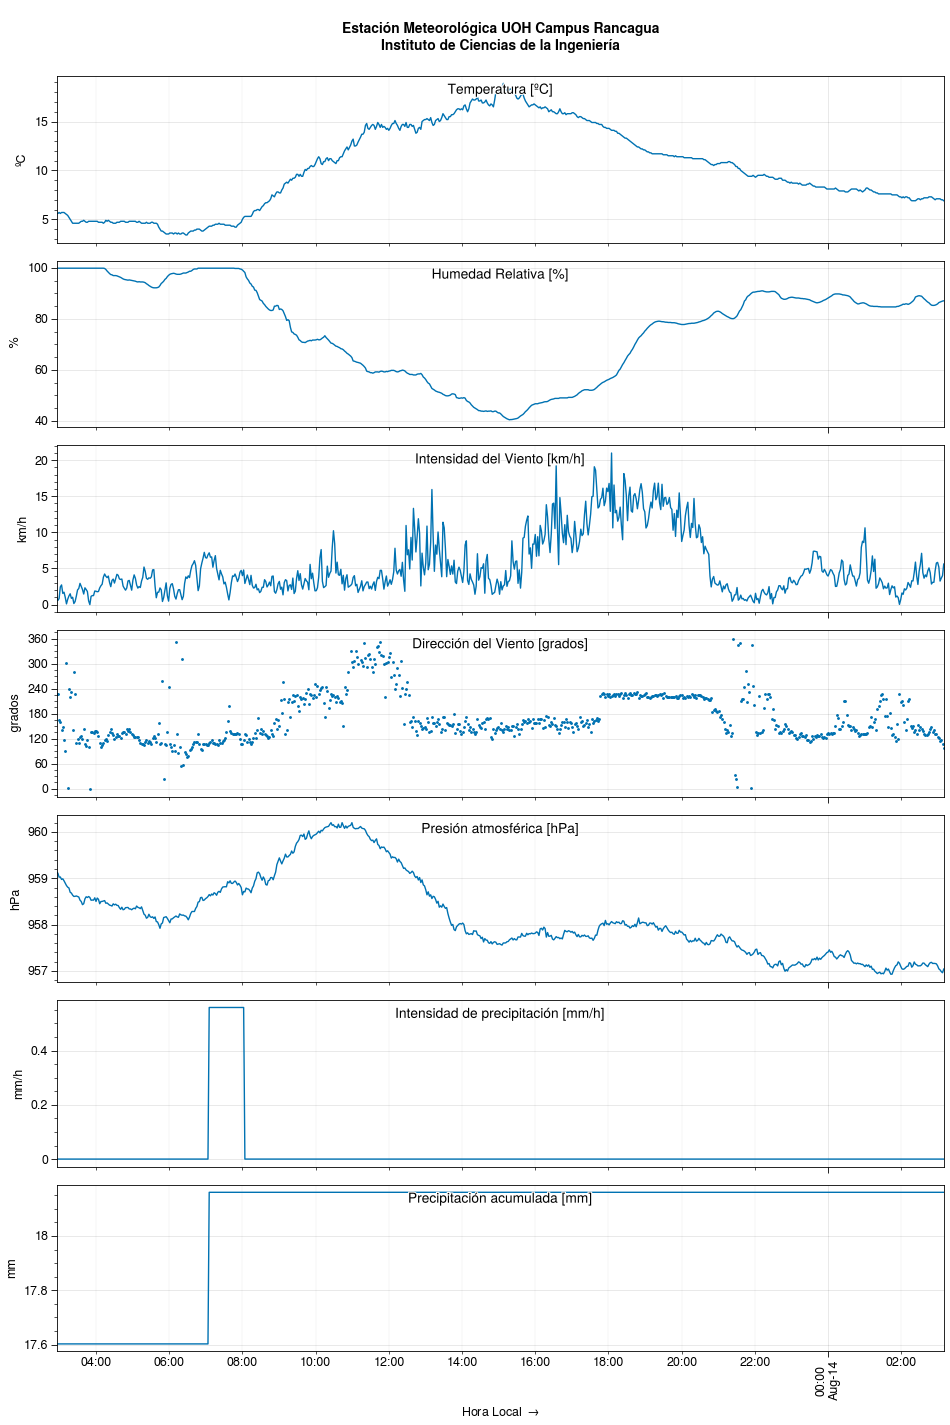 Estación Meteorológica UOH Campus Rancagua
Instituto de Ciencias de la Ingeniería
Temperatura [ºC]
ºC
15
10
5
Humedad Relativa [%]
%
100
80
60
40
Intensidad del Viento [km/h]
km/h
20
15
10
5
0
Dirección del Viento [grados]
grados
360
300
240
180
120
60
0
Presión atmosférica [hPa]
hPa
960
959
958
957
Intensidad de precipitación [mm/h]
mm/h
0.4
0.2
0
Precipitación acumulada [mm]
mm
18
17.8
17.6
04:00 06:00 08:00 10:00 12:00 14:00 16:00 18:00 20:00 22:00 00:00 02:00
Aug-14
Hora Local →